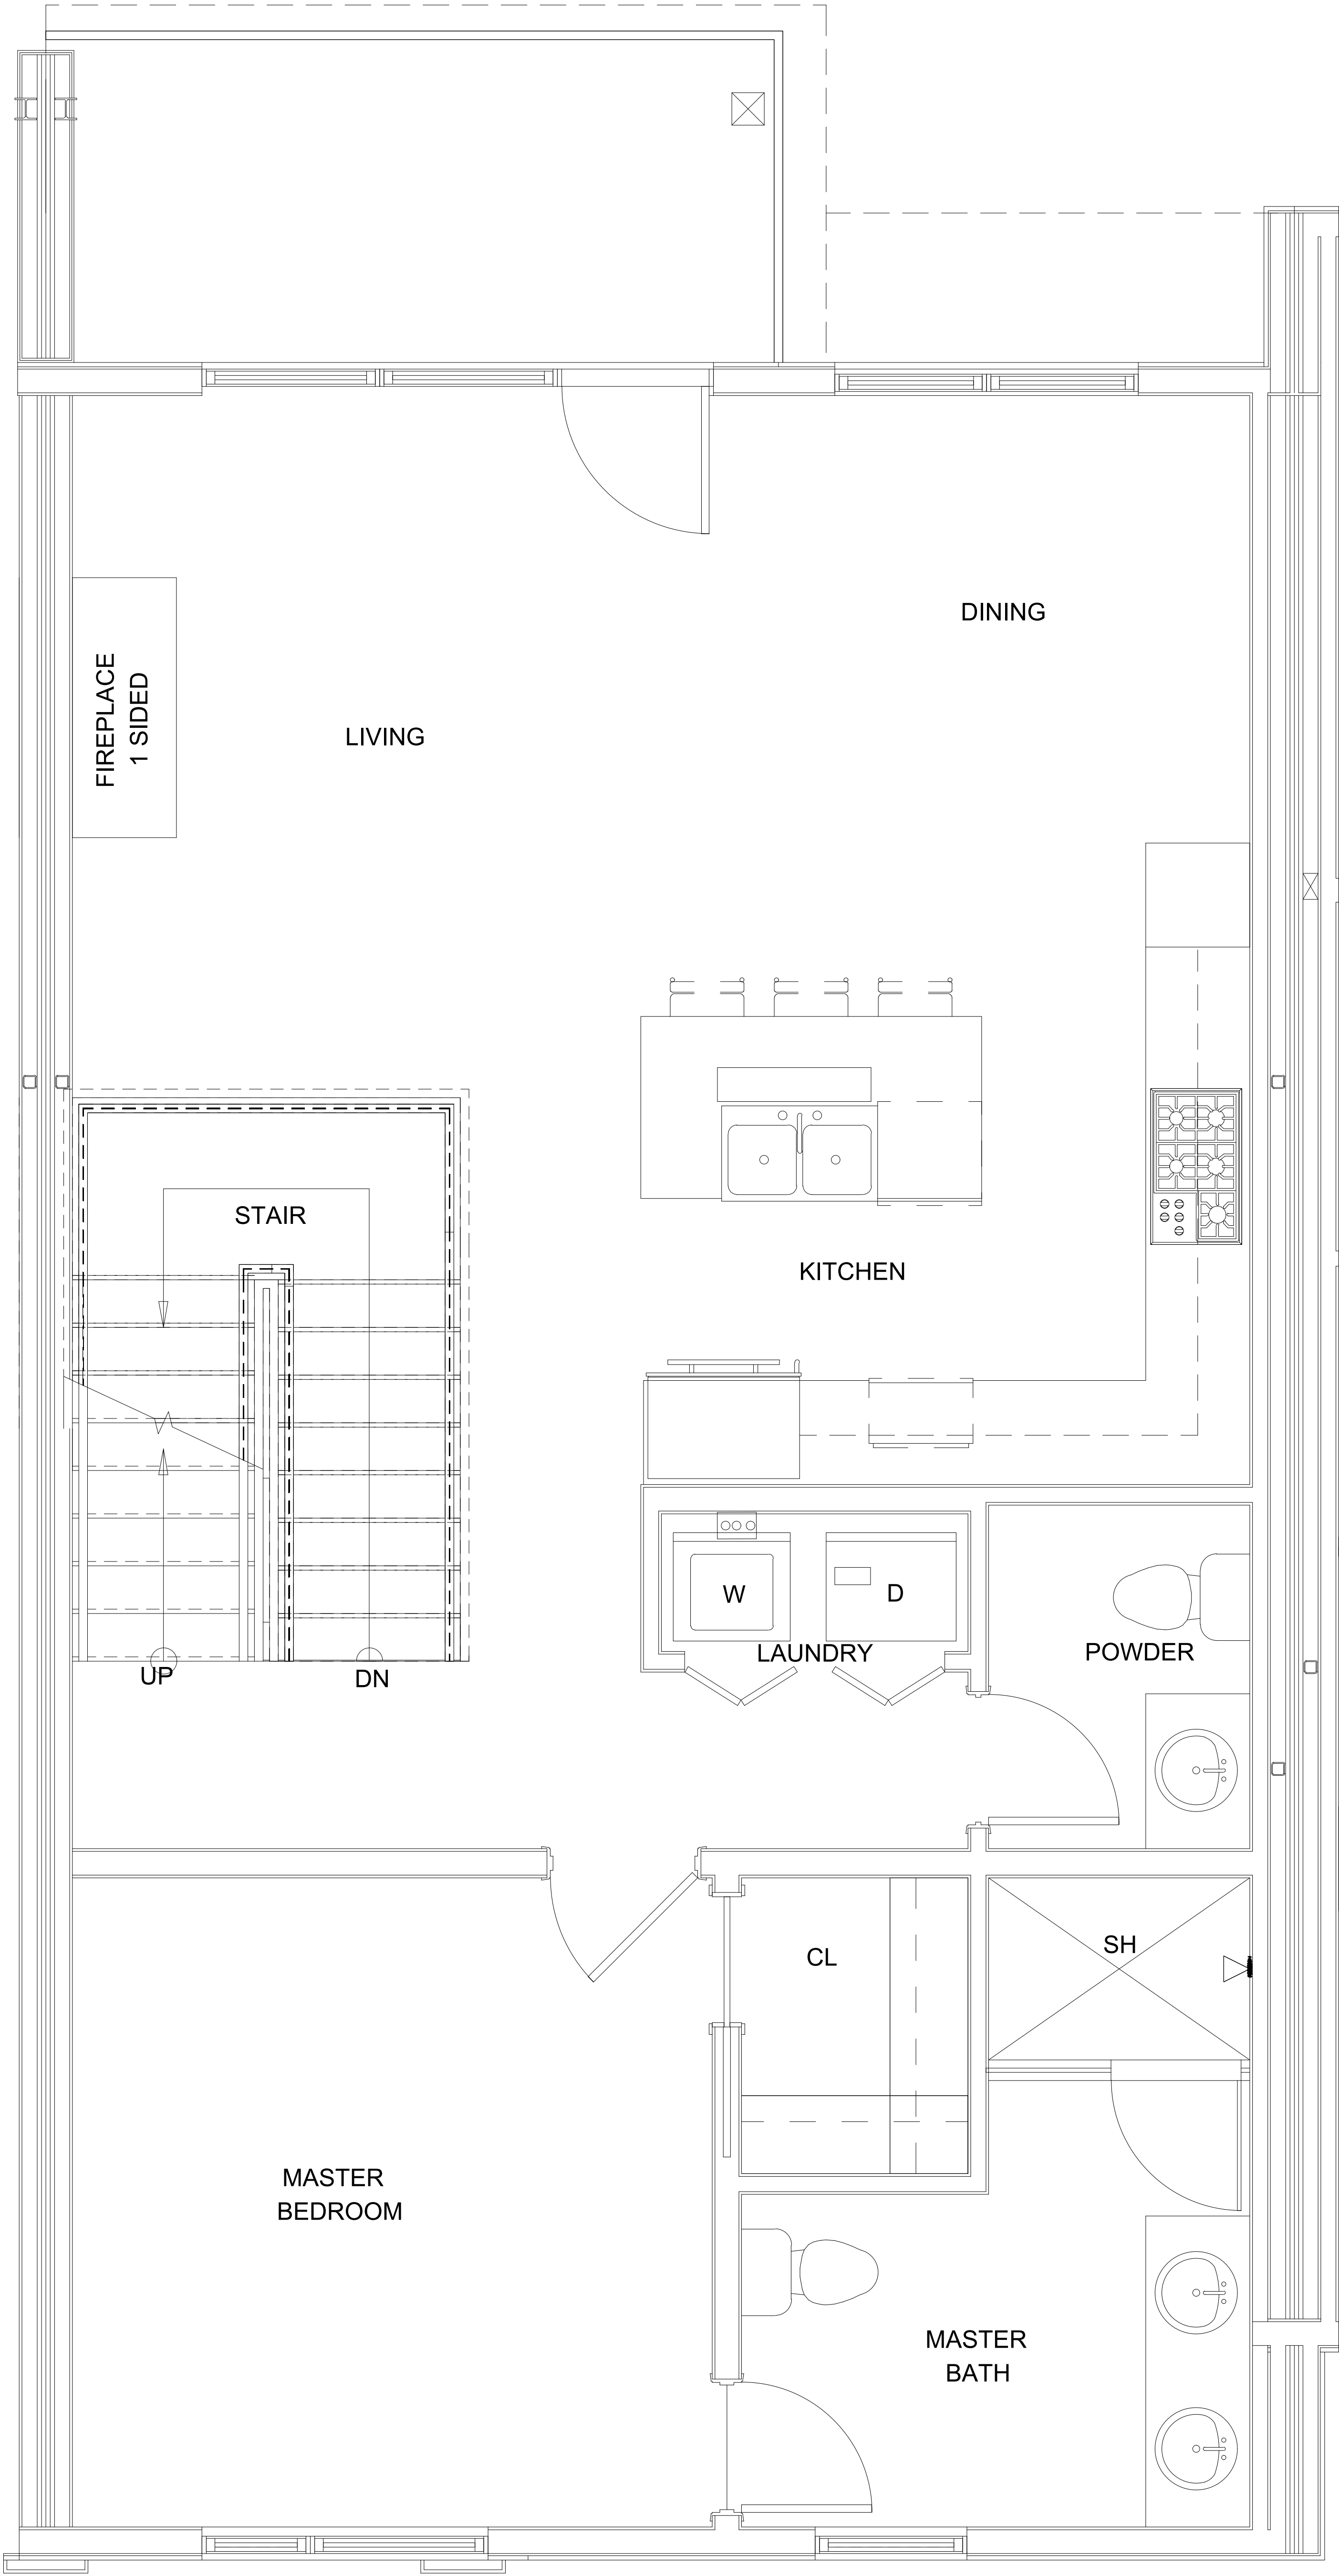 DINING
FIREPLACE
1 SIDED
LIVING
STAIR
KITCHEN
W
D
LAUNDRY
POWDER
UP
DN
SH
CL
MASTER
BEDROOM
MASTER
BATH